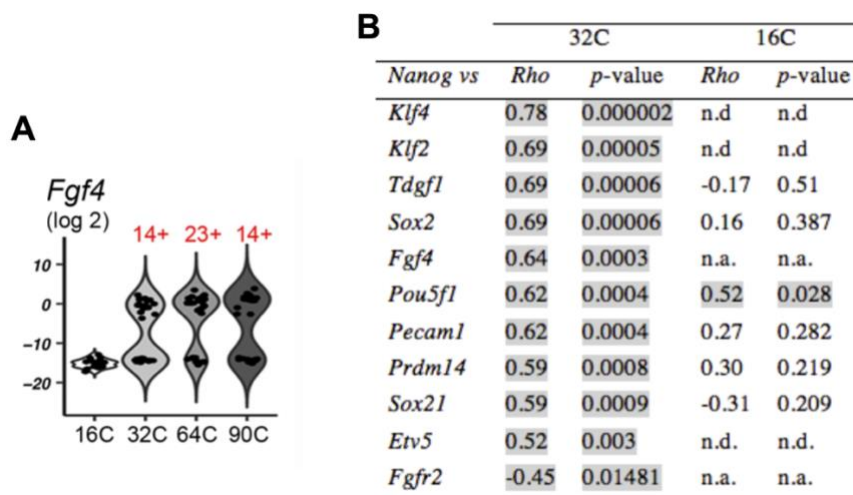 A
Fgf4
(log 2)
14+ 23+ 14+
10
0
-10
-20
16C 32C 64C 90C
B
32C 16C
Nanog vs Rho p-value Rho p-value
Klf4 0.78 0.000002 n.d n.d
Klf2 0.69 0.00005 n.d n.d
Tdgf1 0.69 0.00006 -0.17 0.51
Sox2 0.69 0.00006 0.16 0.387
Fgf4 0.64 0.0003 n.a. n.a.
Pou5f1 0.62 0.0004 0.52 0.028
Pecam1 0.62 0.0004 0.27 0.282
Prdm14 0.59 0.0008 0.30 0.219
Sox21 0.59 0.0009 -0.31 0.209
Etv5 0.52 0.003 n.d. n.d.
Fgfr2 -0.45 0.01481 n.a. n.a.